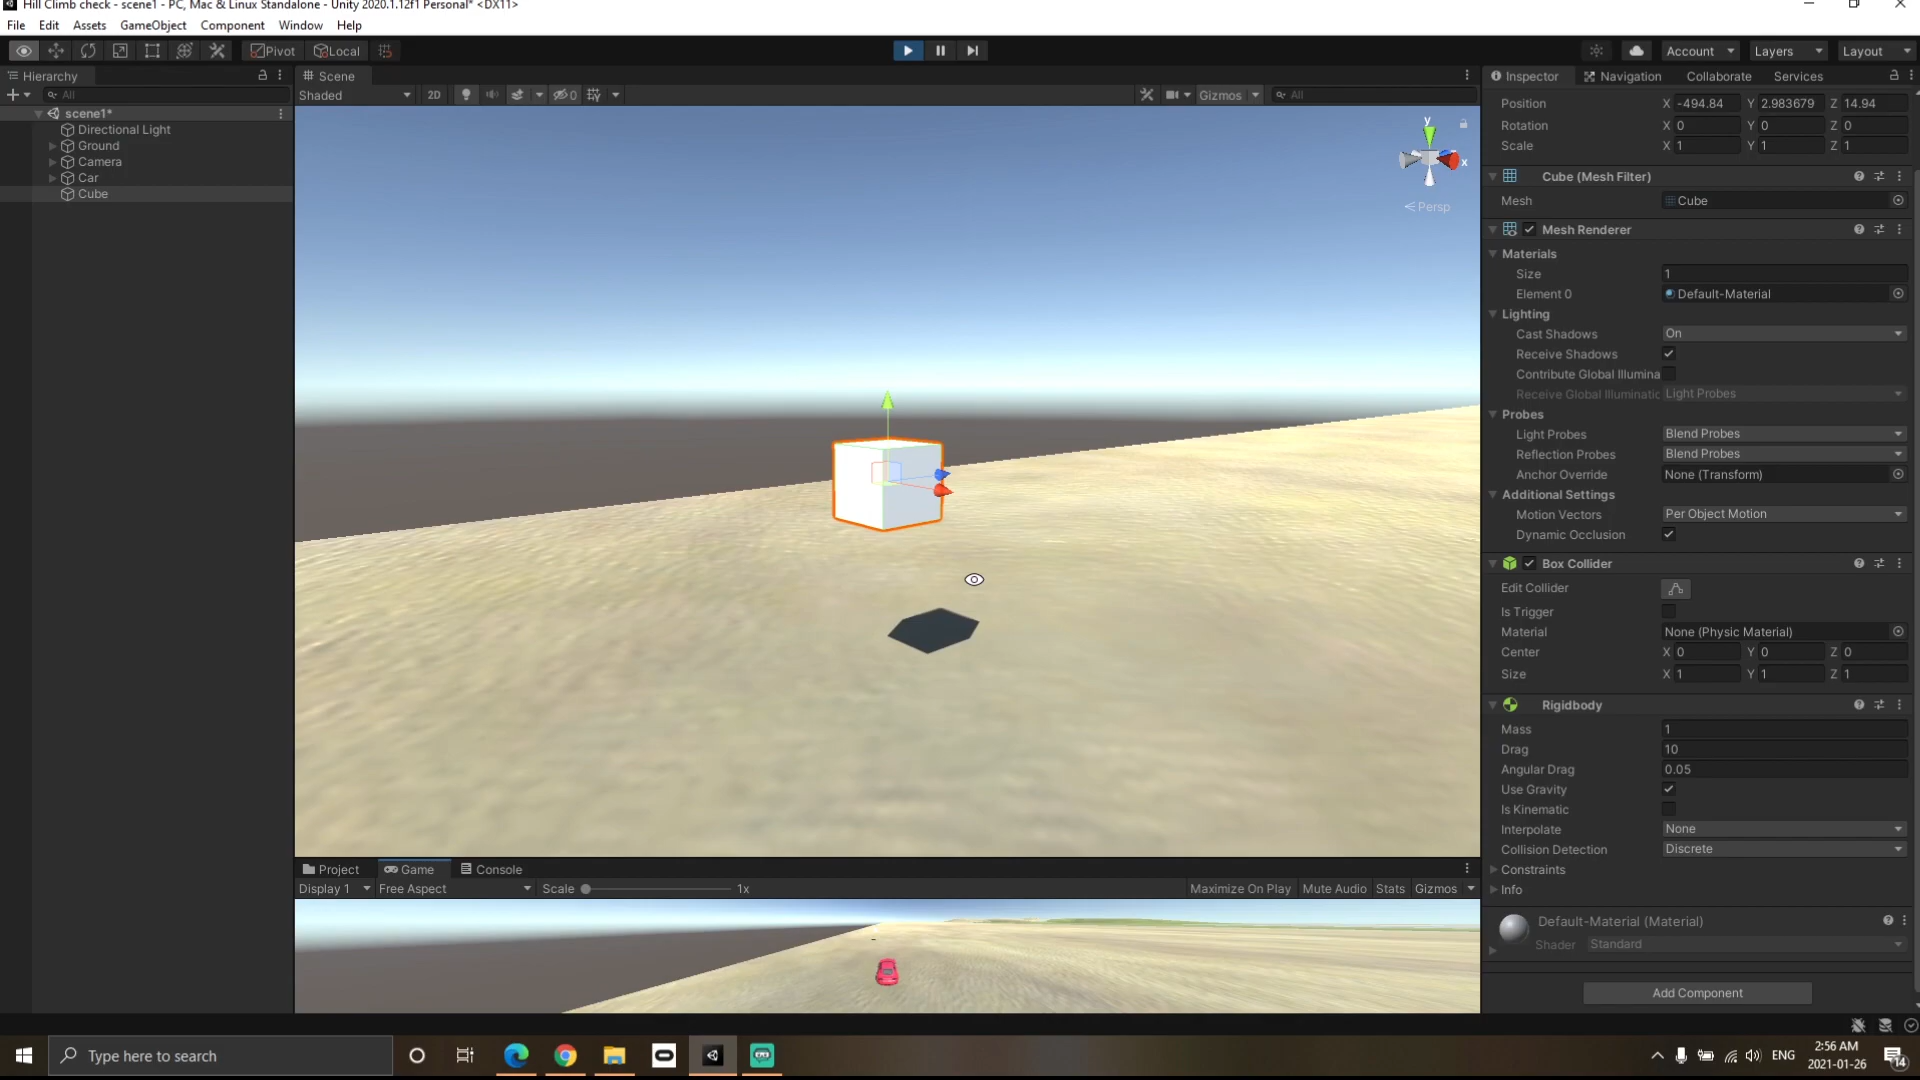 Hill Climb check - scene1 - PC, Mac & Linux Standalone - Unity 2020.1.12f1 Personal* <DX11>
File Edit Assets GameObject Component Window Help
Pivot Local Account Layers Layout
Hierarchy
All
scene1*
Directional Light
Ground
Camera
Car
Cube
Scene
Shaded 2D 0 Gizmos All
y
x
Persp
Project Game Console
Display 1 Free Aspect Scale 1x Maximize On Play Mute Audio Stats Gizmos
Inspector Navigation Collaborate Services
Position X -494.84 Y 2.983679 Z 14.94
Rotation X 0 Y 0 Z 0
Scale X 1 Y 1 Z 1
Cube (Mesh Filter)
Mesh Cube
Mesh Renderer
Materials
Size 1
Element 0 Default-Material
Lighting
Cast Shadows On
Receive Shadows
Contribute Global Illumina
Receive Global Illuminatic Light Probes
Probes
Light Probes Blend Probes
Reflection Probes Blend Probes
Anchor Override None (Transform)
Additional Settings
Motion Vectors Per Object Motion
Dynamic Occlusion
Box Collider
Edit Collider
Is Trigger
Material None (Physic Material)
Center X 0 Y 0 Z 0
Size X 1 Y 1 Z 1
Rigidbody
Mass 1
Drag 10
Angular Drag 0.05
Use Gravity
Is Kinematic
Interpolate None
Collision Detection Discrete
Constraints
Info
Default-Material (Material)
Shader Standard
Add Component
Type here to search
ENG
2:56 AM
2021-01-26
14